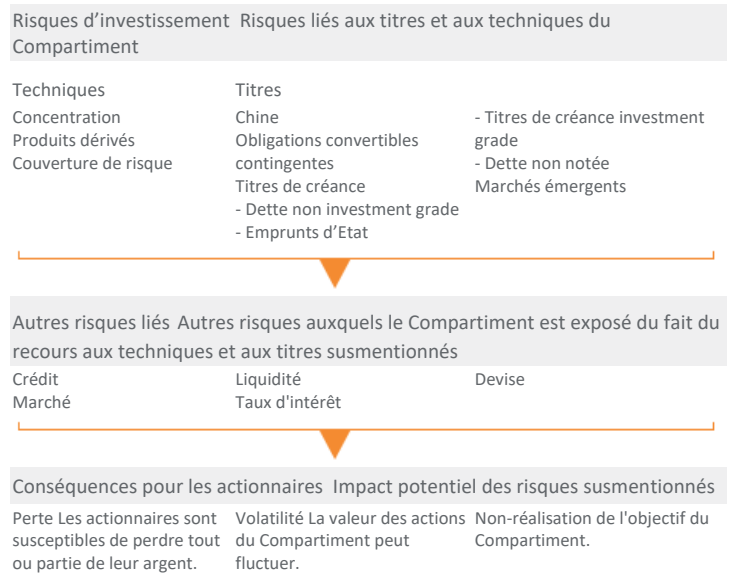 Risques d’investissement Risques liés aux titres et aux techniques du
Compartiment
Techniques
Concentration
Produits dérivés
Couverture de risque
Titres
Chine
Obligations convertibles
contingentes
Titres de créance
- Dette non investment grade
- Emprunts d’Etat
- Titres de créance investment
grade
- Dette non notée
Marchés émergents
Autres risques liés Autres risques auxquels le Compartiment est exposé du fait du
recours aux techniques et aux titres susmentionnés
Crédit
Marché
Liquidité
Taux d'intérêt
Devise
Conséquences pour les actionnaires Impact potentiel des risques susmentionnés
Perte Les actionnaires sont
susceptibles de perdre tout
ou partie de leur argent.
Volatilité La valeur des actions
du Compartiment peut
fluctuer.
Non-réalisation de l'objectif du
Compartiment.